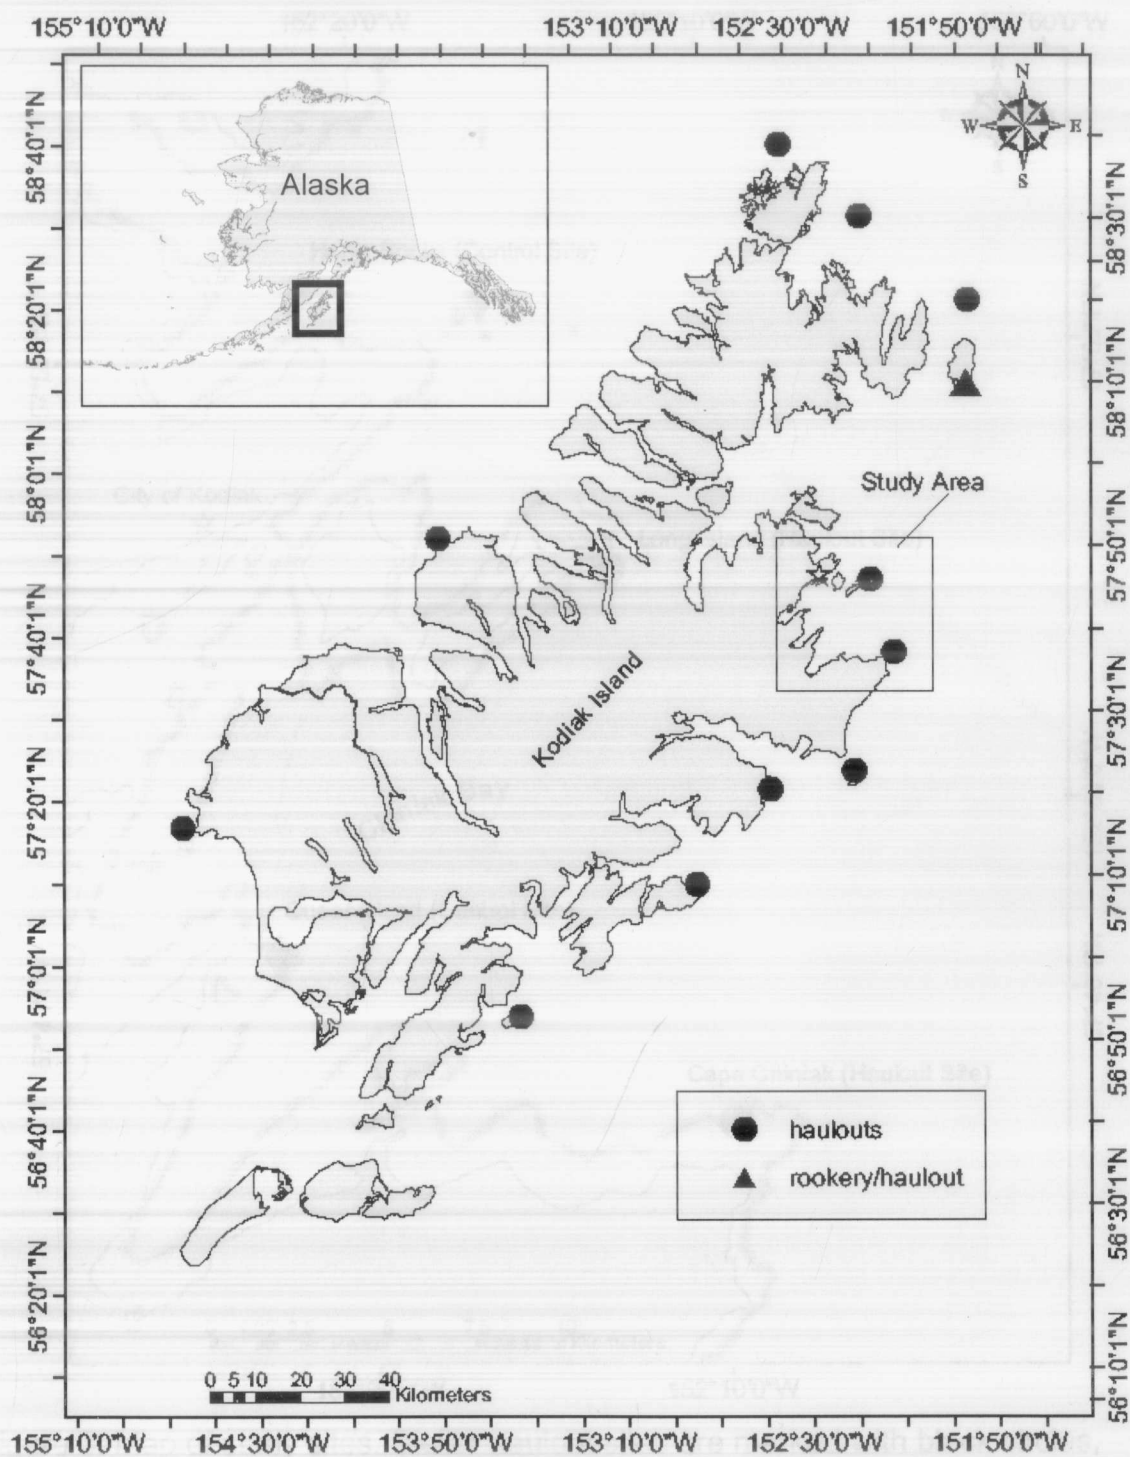 155°10'0"W 153°10'0"W 152°30'0"W 151°50'0"W
N
W E
S
Alaska
58°40'1"N
58°20'1"N
58°0'1"N
57°40'1"N
57°20'1"N
57°0'1"N
56°40'1"N
56°20'1"N
58°30'1"N
58°10'1"N
57°50'1"N
57°30'1"N
57°10'1"N
56°50'1"N
56°30'1"N
56°10'1"N
Study Area
Kodiak Island
haulouts
rookery/haulout
0 5 10 20 30 40
Kilometers
155°10'0"W 154°30'0"W 153°50'0"W 153°10'0"W 152°30'0"W 151°50'0"W